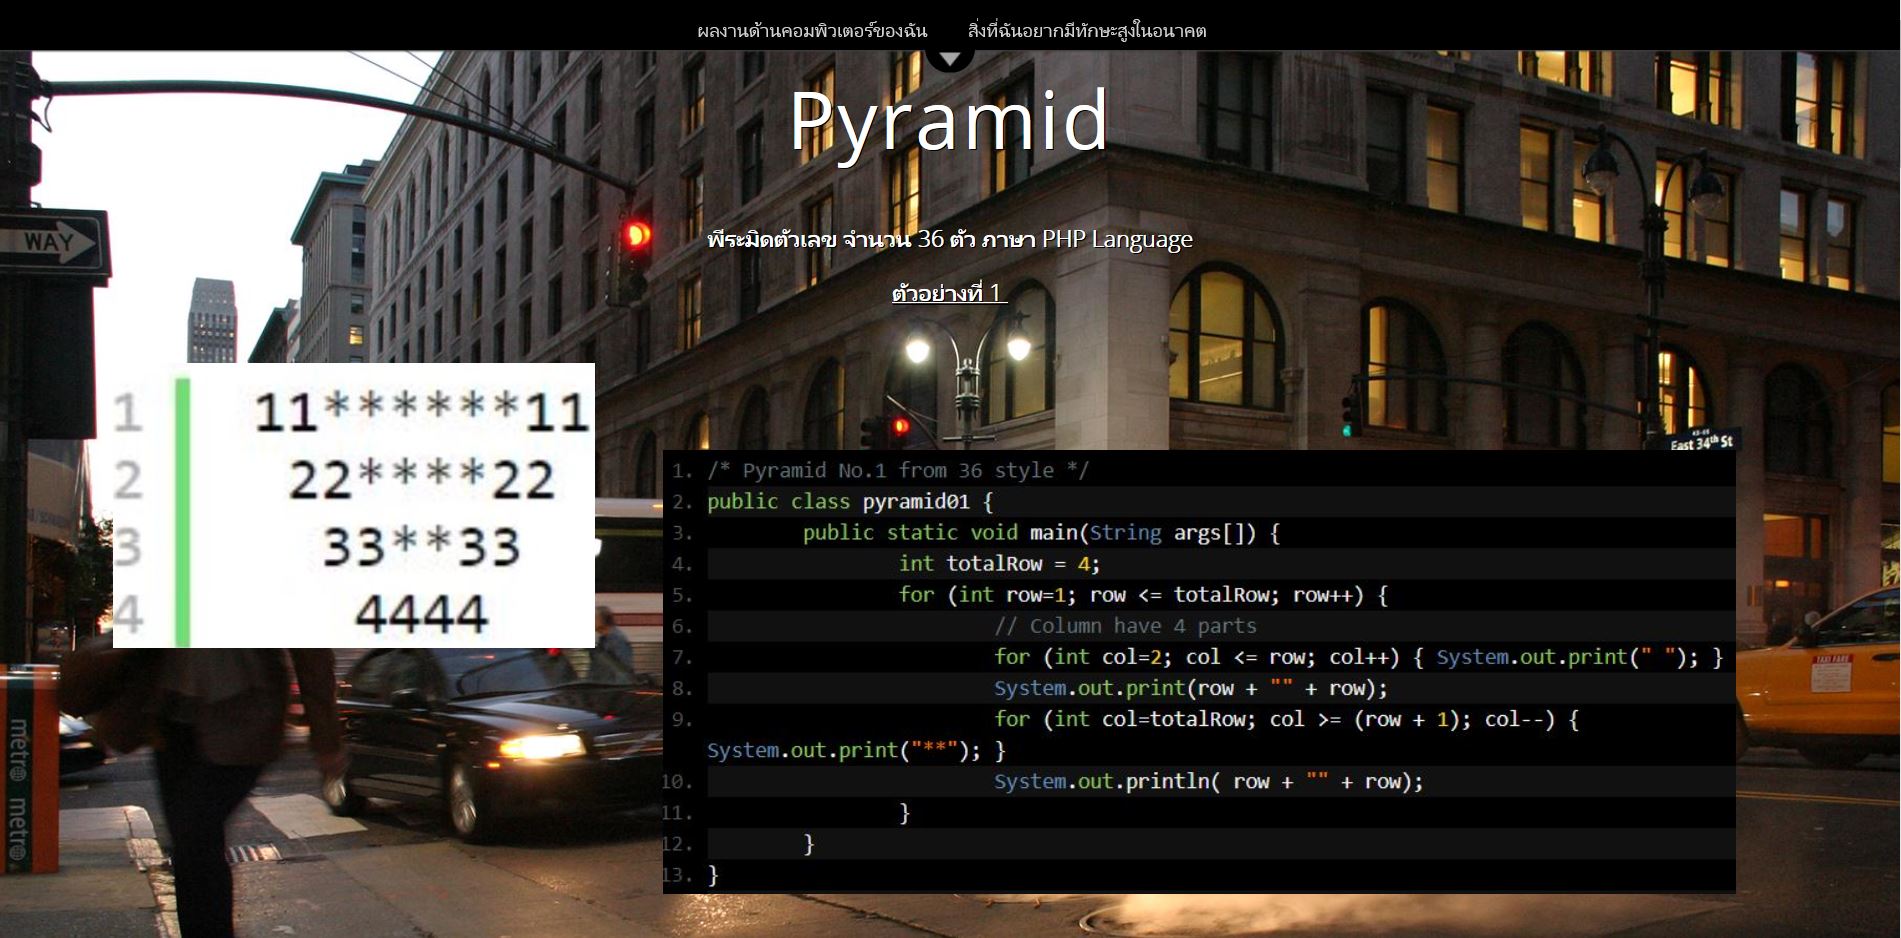 ผลงานด้านคอมพิวเตอร์ของฉัน สิ่งที่ฉันอยากมีทักษะสูงในอนาคต
Pyramid
WAY
พีระมิดตัวเลข จำนวน 36 ตัว ภาษา PHP Language
ตัวอย่างที่ 1
1 11******11
2 22****22
3 33**33
4 4444
East 34th St
1. /* Pyramid No.1 from 36 style */
2. public class pyramid01 {
3. public static void main(String args[]) {
4. int totalRow = 4;
5. for (int row=1; row <= totalRow; row++) {
6. // Column have 4 parts
7. for (int col=2; col <= row; col++) { System.out.print(" "); }
8. System.out.print(row + "" + row);
9. for (int col=totalRow; col >= (row + 1); col--) {
System.out.print("**"); }
10. System.out.println( row + "" + row);
11. }
12. }
13. }
TAXI FARE
metro metro